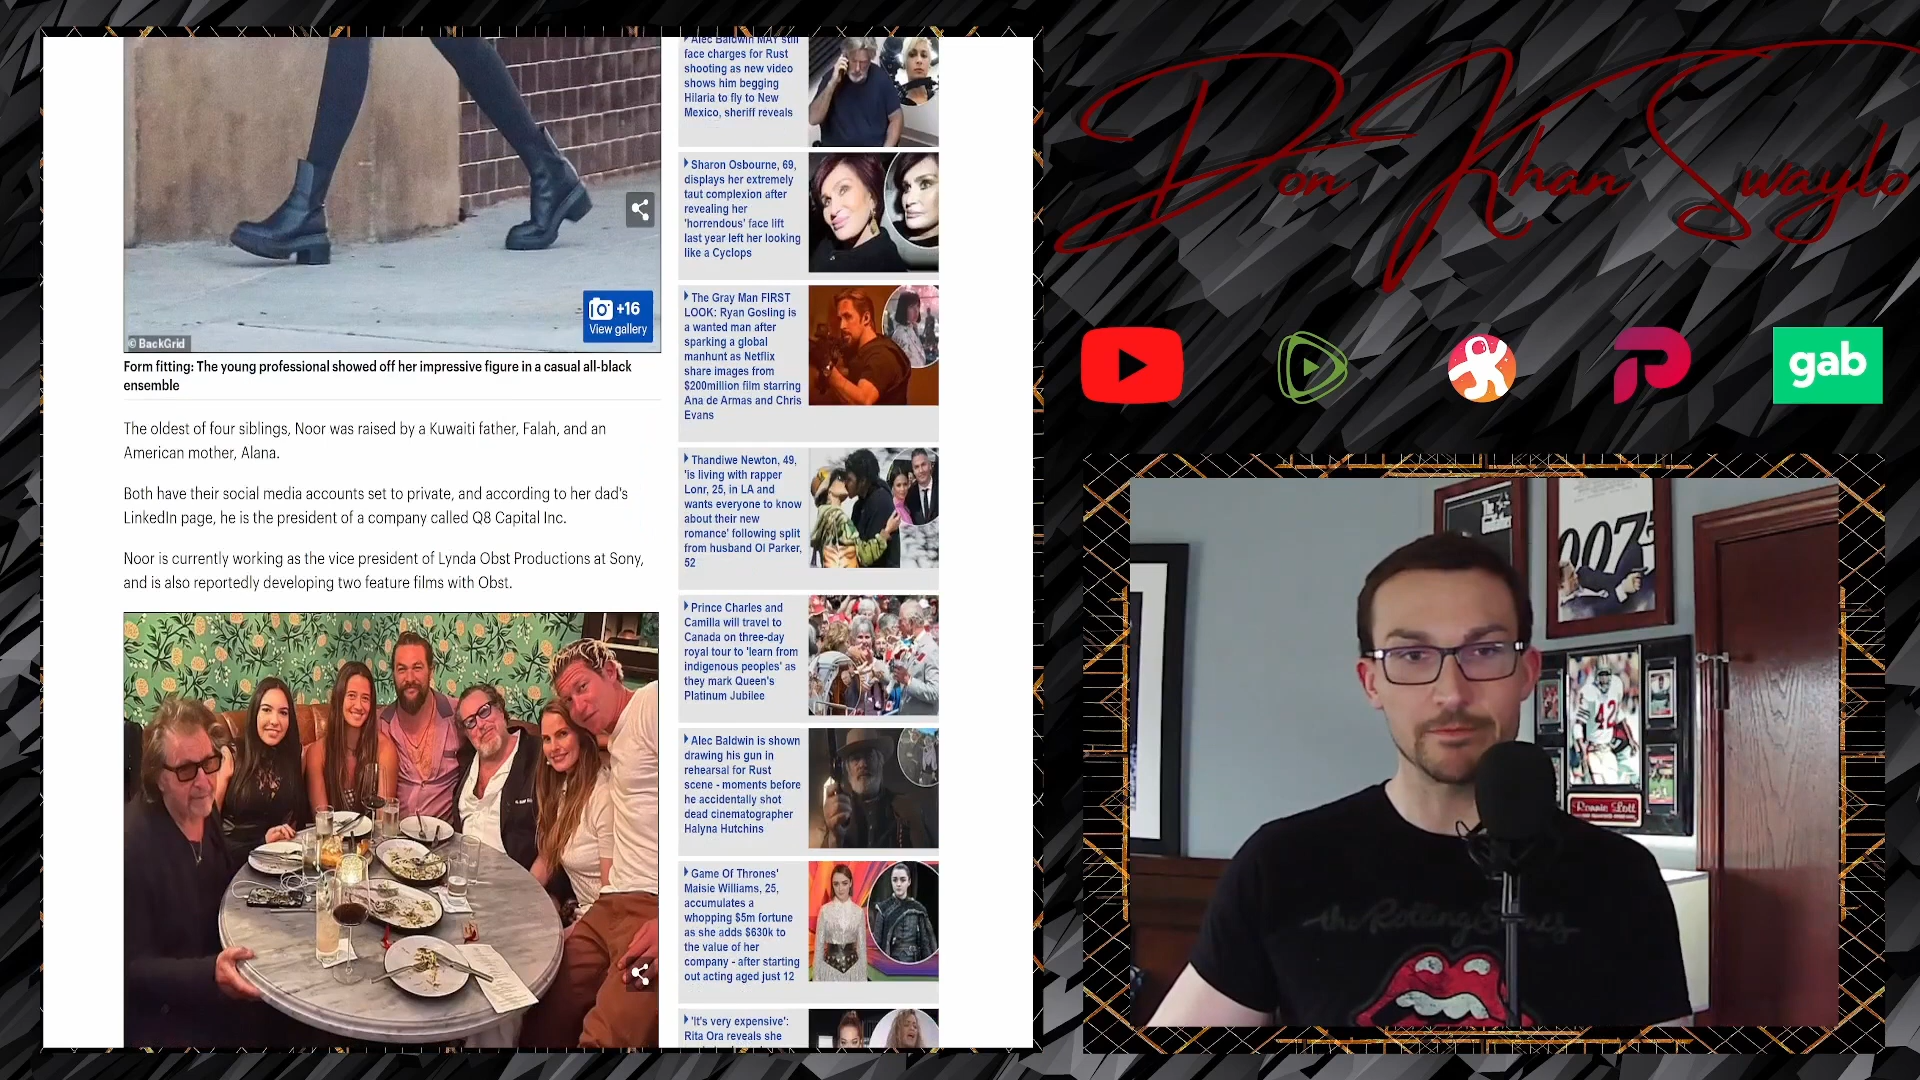 © BackGrid
+16
View gallery
Form fitting: The young professional showed off her impressive figure in a casual all-black
ensemble
The oldest of four siblings, Noor was raised by a Kuwaiti father, Falah, and an
American mother, Alana.
Both have their social media accounts set to private, and according to her dad's
LinkedIn page, he is the president of a company called Q8 Capital Inc.
Noor is currently working as the vice president of Lynda Obst Productions at Sony,
and is also reportedly developing two feature films with Obst.
Alec Baldwin MAY still
face charges for Rust
shooting as new video
shows him begging
Hilaria to fly to New
Mexico, sheriff reveals
Sharon Osbourne, 69,
displays her extremely
taut complexion after
revealing her
'horrendous' face lift
last year left her looking
like a Cyclops
The Gray Man FIRST
LOOK: Ryan Gosling is
a wanted man after
sparking a global
manhunt as Netflix
share images from
$200million film starring
Ana de Armas and Chris
Evans
Thandiwe Newton, 49,
'is living with rapper
Lonr, 25, in LA and
wants everyone to know
about their new
romance' following split
from husband Ol Parker,
52
Prince Charles and
Camilla will travel to
Canada on three-day
royal tour to 'learn from
indigenous peoples' as
they mark Queen's
Platinum Jubilee
Alec Baldwin is shown
drawing his gun in
rehearsal for Rust
scene - moments before
he accidentally shot
dead cinematographer
Halyna Hutchins
Game Of Thrones'
Maisie Williams, 25,
accumulates a
whopping $5m fortune
as she adds $630k to
the value of her
company - after starting
out acting aged just 12
'It's very expensive':
Rita Ora reveals she
Don Khan Swaylo
gab
007
42
Ronnie Lott
the Rolling Stones